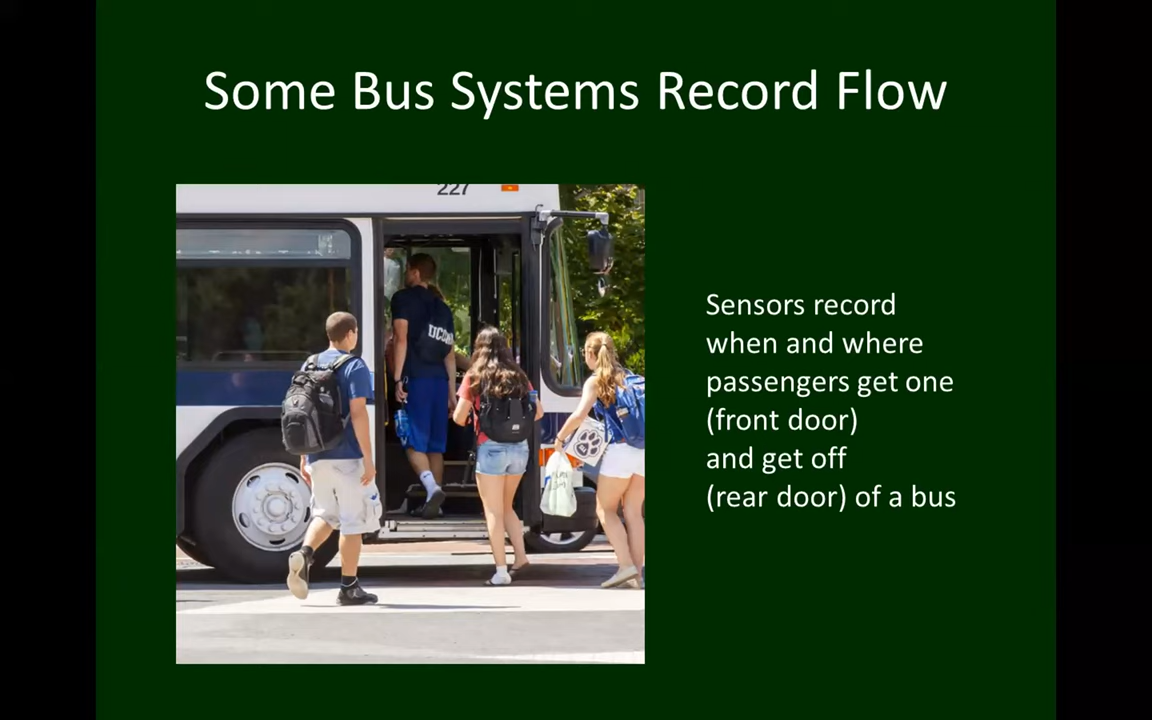 Some Bus Systems Record Flow
227
UCONN
Sensors record
when and where
passengers get one
(front door)
and get off
(rear door) of a bus